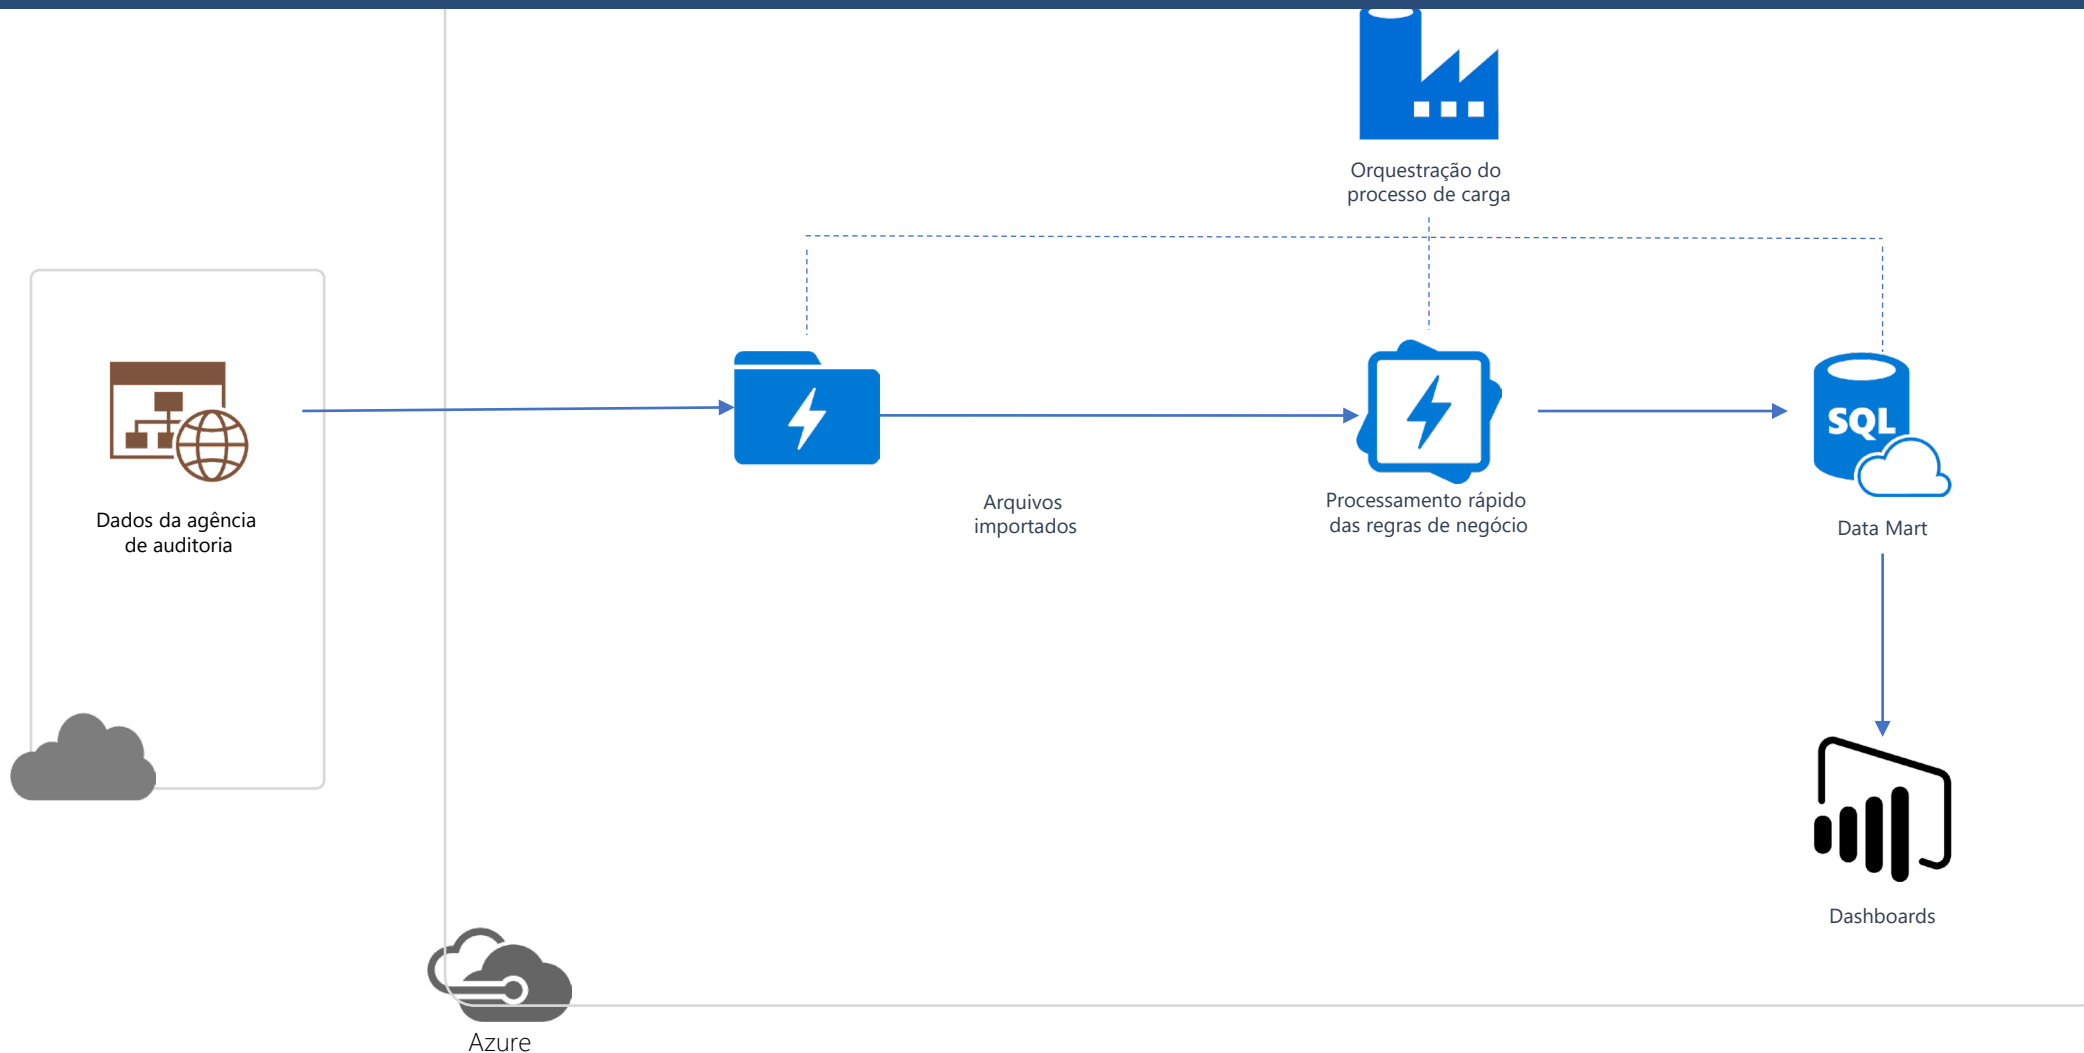 Orquestração do
processo de carga
Dados da agência
de auditoria
Arquivos
importados
Processamento rápido
das regras de negócio
SQL
Data Mart
Dashboards
Azure